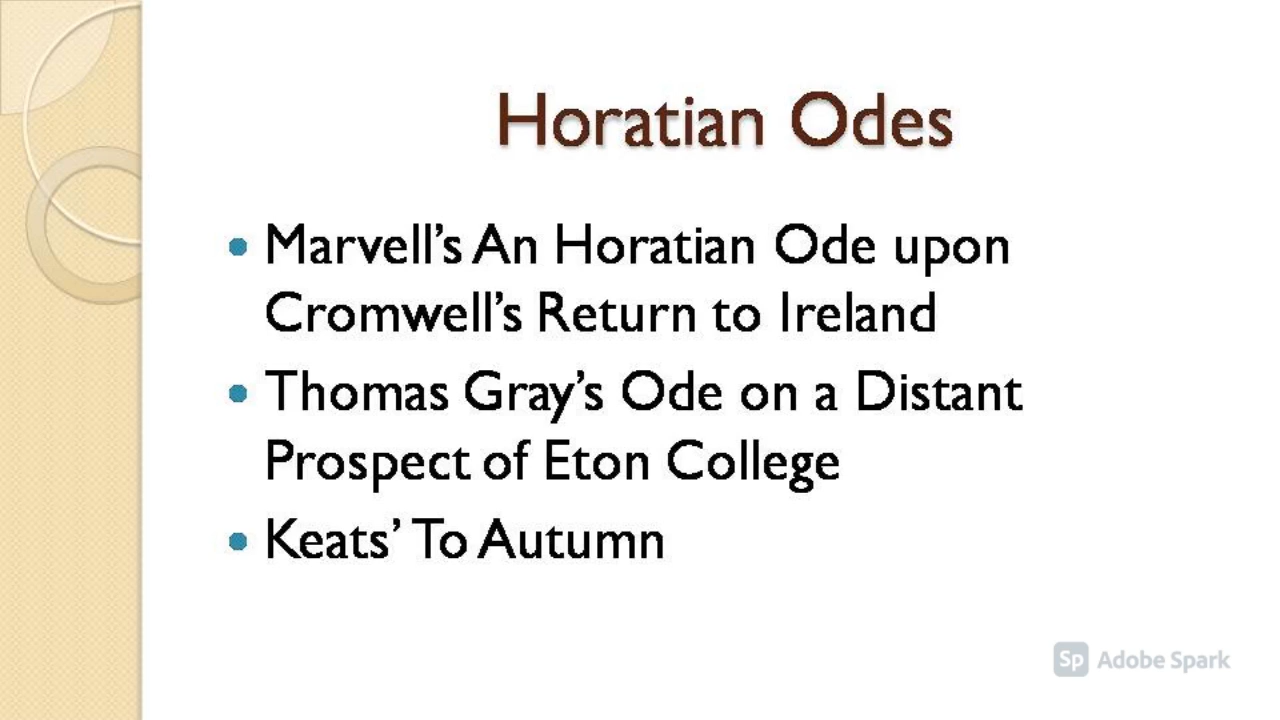 Horatian Odes
Marvell's An Horatian Ode upon
Cromwell's Return to Ireland
Thomas Gray's Ode on a Distant
Prospect of Eton College
Keats' To Autumn
Sp Adobe Spark